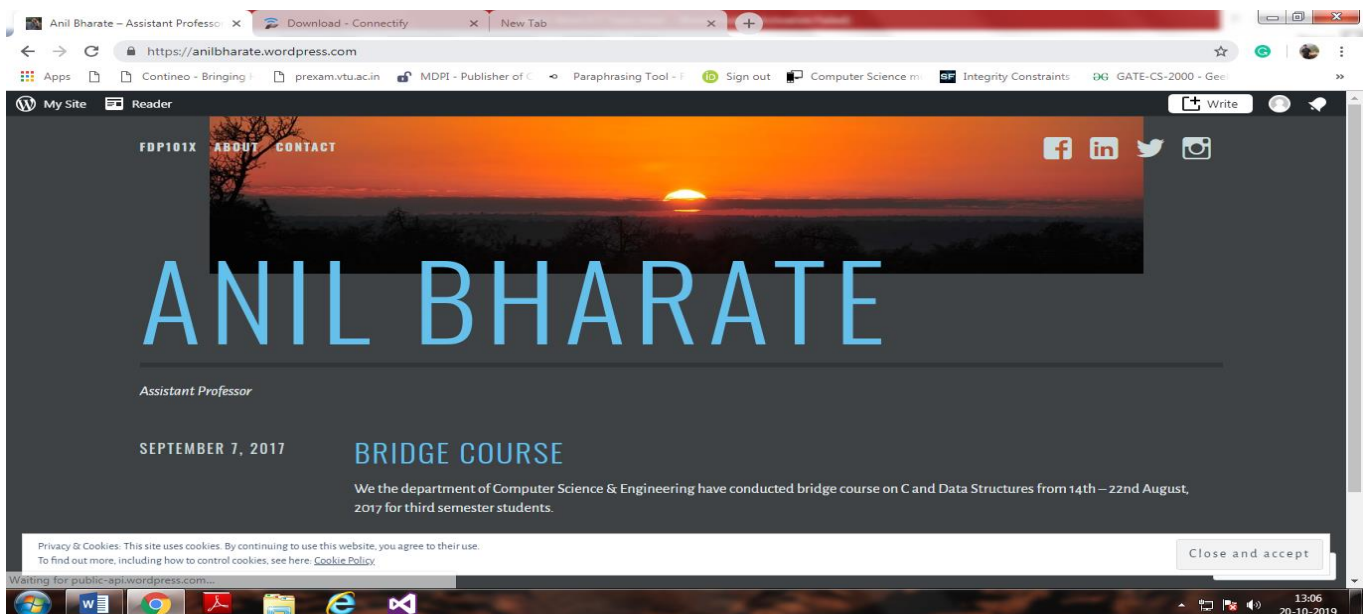 Anil Bharate – Assistant Professo
Download - Connectify
New Tab
https://anilbharate.wordpress.com
Apps
Contineo - Bringing
prexam.vtu.ac.in
MDPI - Publisher of
Paraphrasing Tool -
Sign out
Computer Science m
SF Integrity Constraints
GATE-CS-2000 - Gee
»
My Site
Reader
Write
FDP101X ABOUT CONTACT
ANIL BHARATE
Assistant Professor
SEPTEMBER 7, 2017
BRIDGE COURSE
We the department of Computer Science & Engineering have conducted bridge course on C and Data Structures from 14th – 22nd August,
2017 for third semester students.
Privacy & Cookies: This site uses cookies. By continuing to use this website, you agree to their use.
To find out more, including how to control cookies, see here: Cookie Policy
Close and accept
Waiting for public-api.wordpress.com...
13:06
20-10-2019